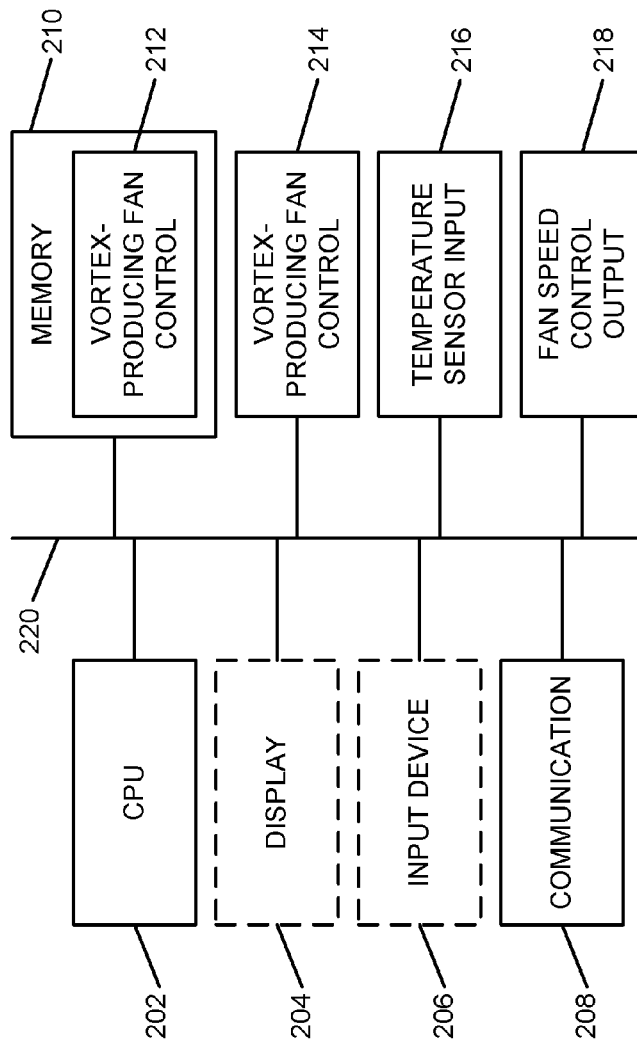 210
MEMORY
212
VORTEX-
PRODUCING FAN
CONTROL
214
VORTEX-
PRODUCING FAN
CONTROL
216
TEMPERATURE
SENSOR INPUT
218
FAN SPEED
CONTROL
OUTPUT
220
202
CPU
204
DISPLAY
206
INPUT DEVICE
208
COMMUNICATION